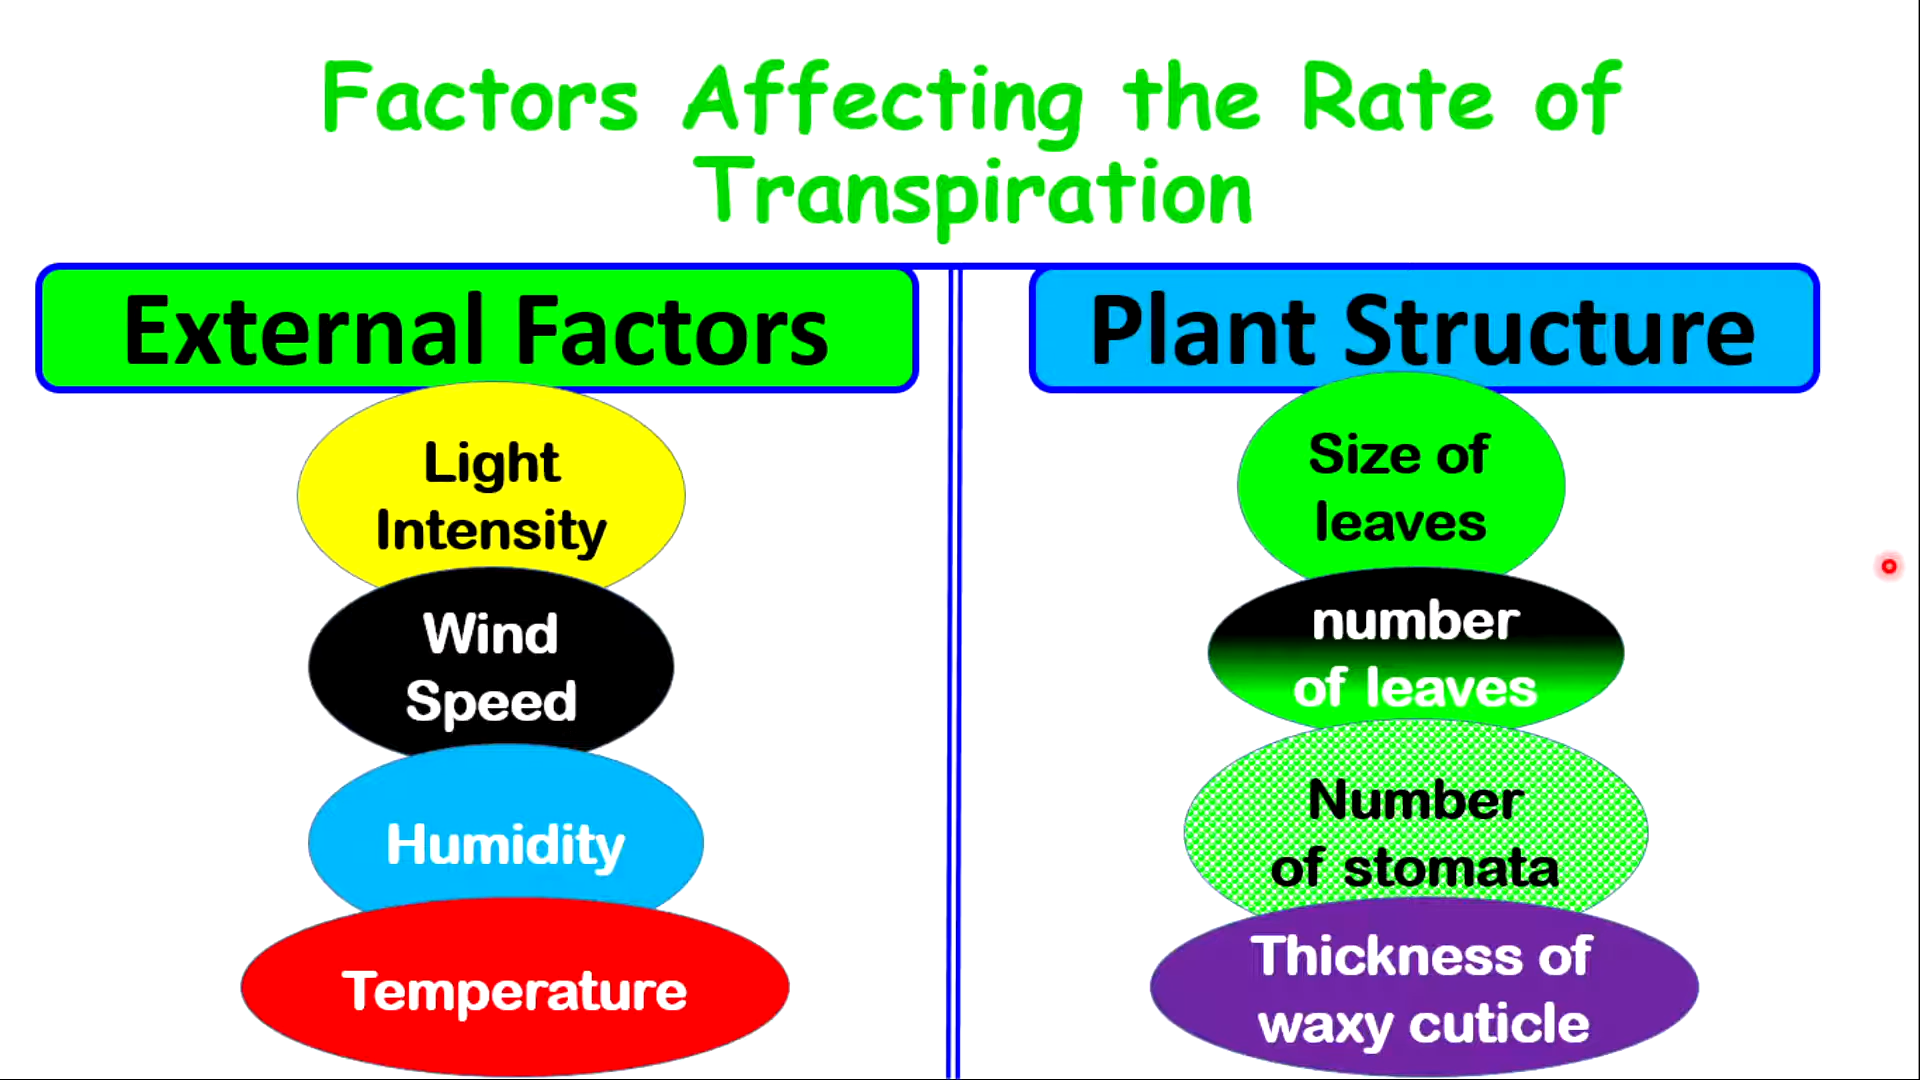 Factors Affecting the Rate of
Transpiration
External Factors
Light
Intensity
Wind
Speed
Humidity
Temperature
Plant Structure
Size of
leaves
number
of leaves
Number
of stomata
Thickness of
waxy cuticle